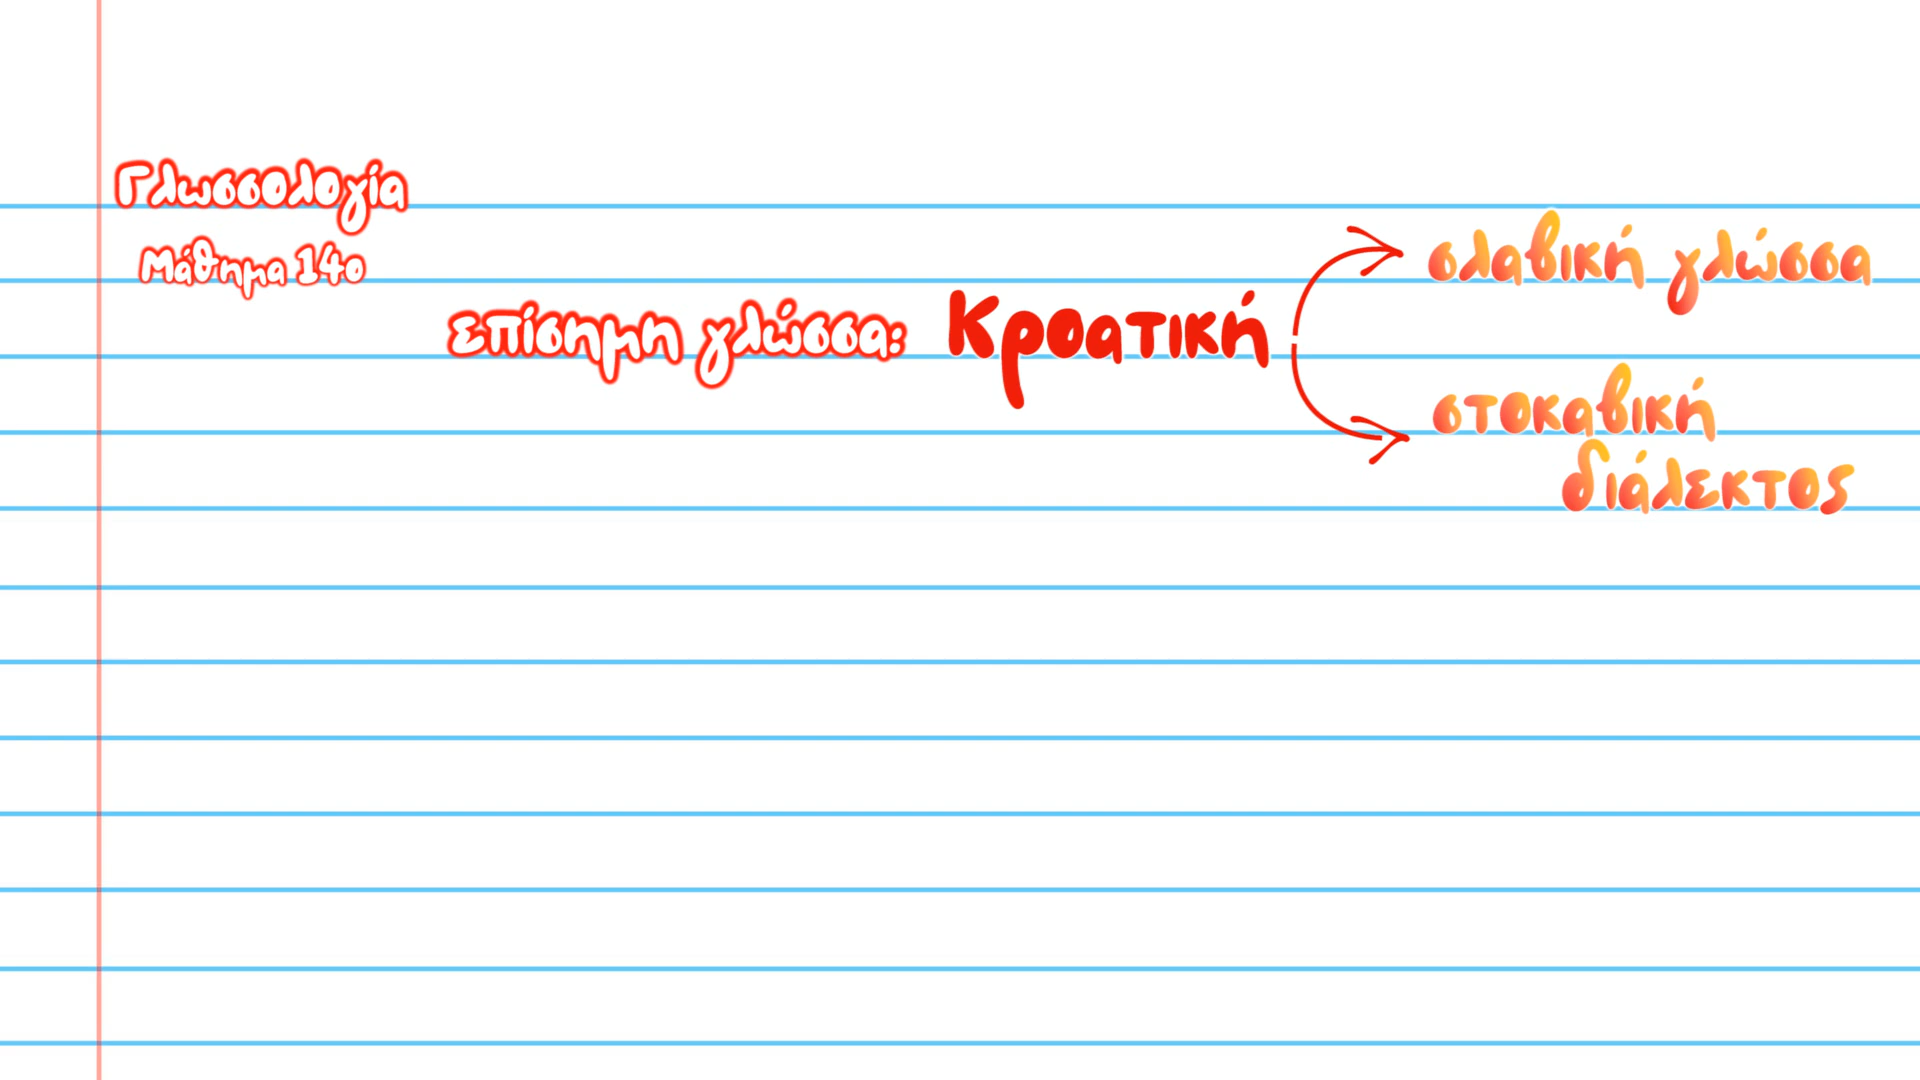 Γλωσσολογία
Μάθημα 14ο
επίσημη γλώσσα: Κροατική
σλαβική γλώσσα
στοκαβική
διάλεκτος